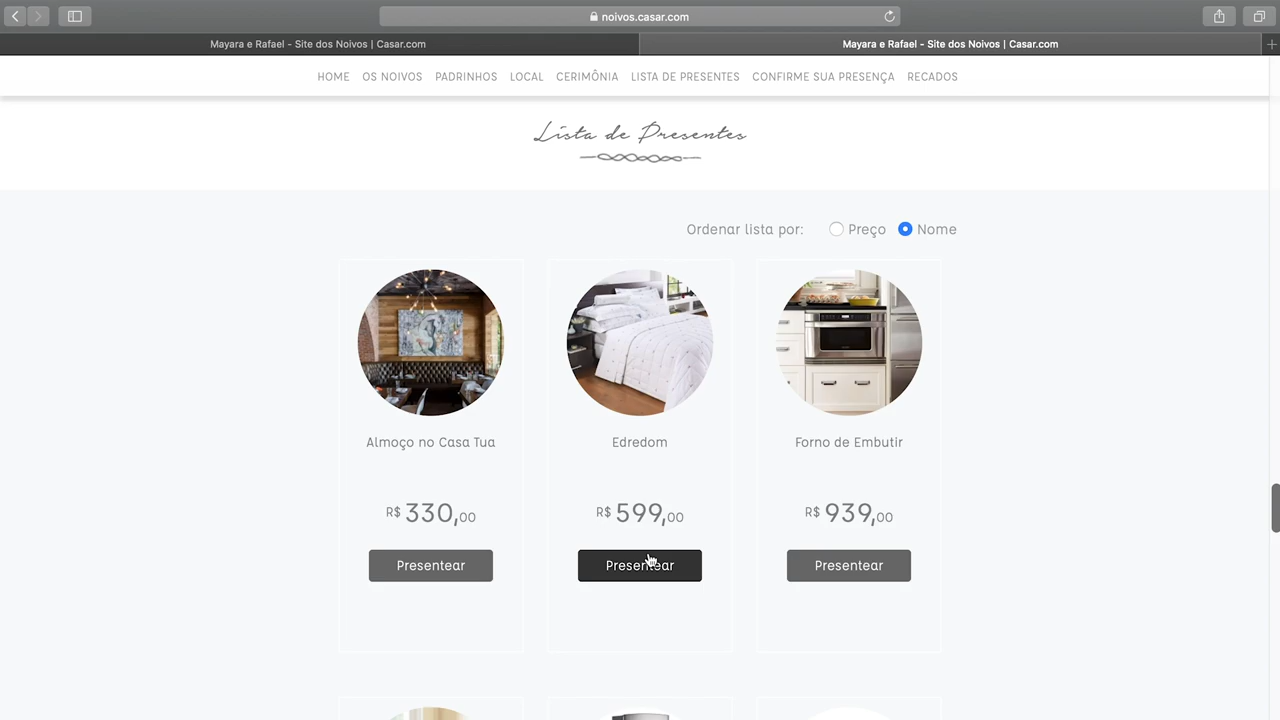 noivos.casar.com
Mayara e Rafael - Site dos Noivos | Casar.com
Mayara e Rafael - Site dos Noivos | Casar.com
HOME OS NOIVOS PADRINHOS LOCAL CERIMÔNIA LISTA DE PRESENTES CONFIRME SUA PRESENÇA RECADOS
Lista de Presentes
Ordenar lista por: Preço Nome
Almoço no Casa Tua
R$ 330,00
Presentear
Edredom
R$ 599,00
Presentear
Forno de Embutir
R$ 939,00
Presentear